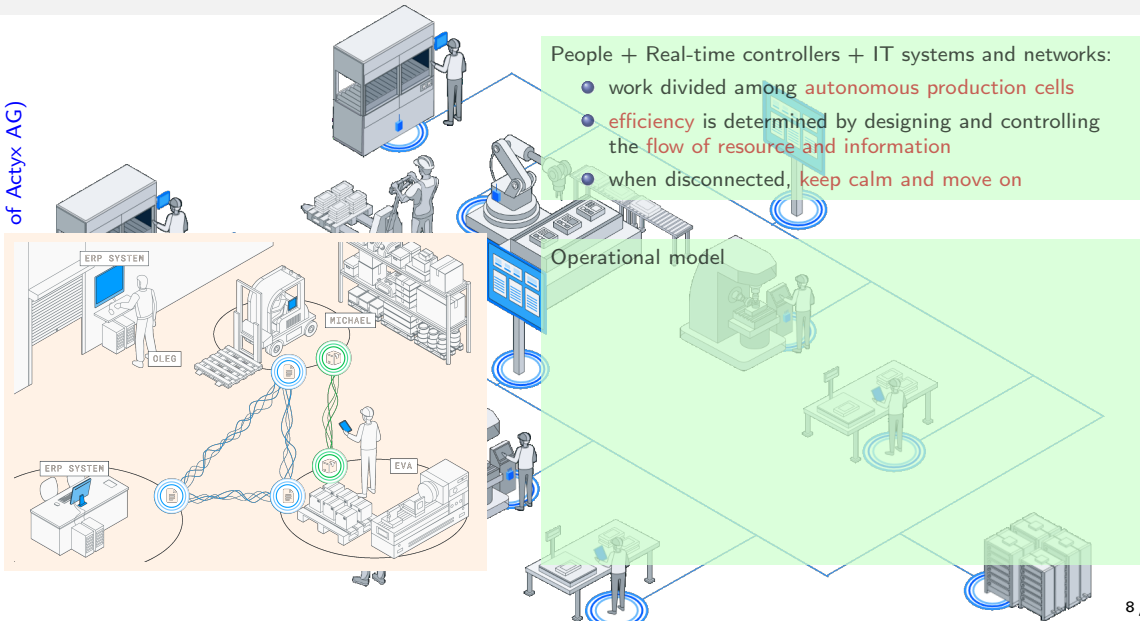 People + Real-time controllers + IT systems and networks:
work divided among autonomous production cells
efficiency is determined by designing and controlling
the flow of resource and information
when disconnected, keep calm and move on
of Actyx AG)
Operational model
ERP SYSTEM
MICHAEL
OLEG
ERP SYSTEM
EVA
8/